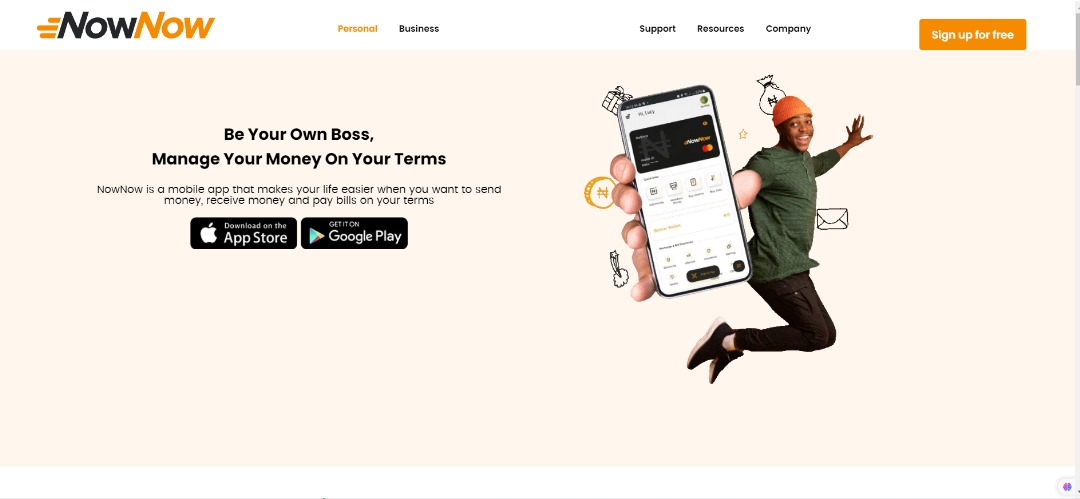 NowNow
Personal
Business
Support
Resources
Company
Sign up for free
Be Your Own Boss,
Manage Your Money On Your Terms
NowNow is a mobile app that makes your life easier when you want to send
money, receive money and pay bills on your terms
Download on the
App Store
GET IT ON
Google Play
Hi, Lucy
NowNow